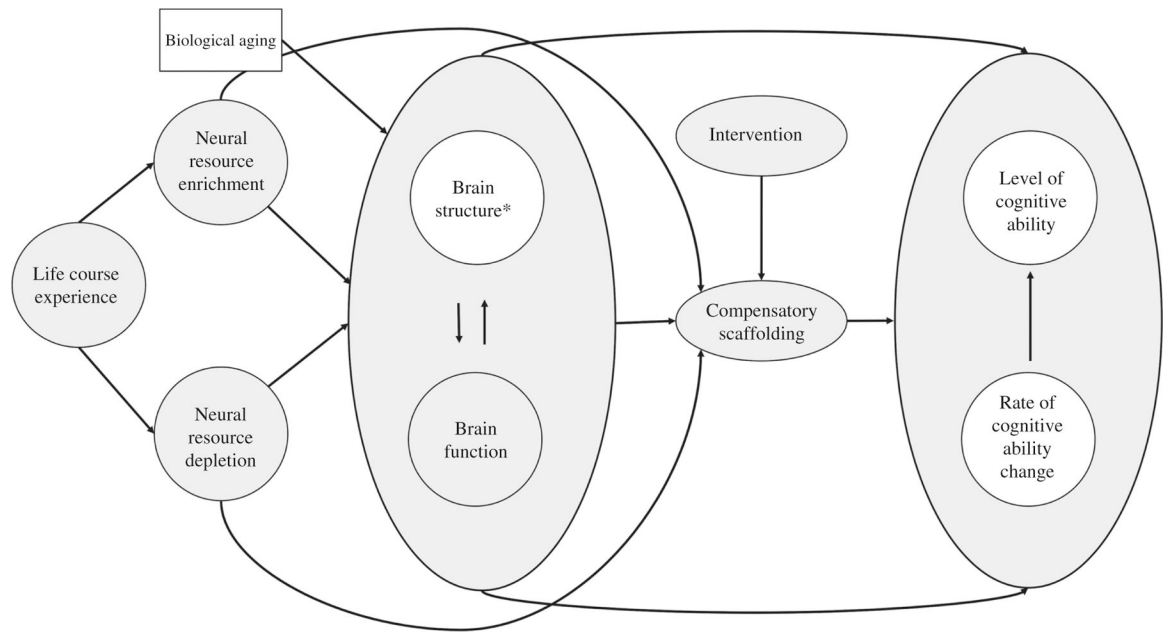 Biological aging
Neural
resource
enrichment
Life course
experience
Neural
resource
depletion
Brain
structure*
Brain
function
Intervention
Compensatory
scaffolding
Level of
cognitive
ability
Rate of
cognitive
ability
change